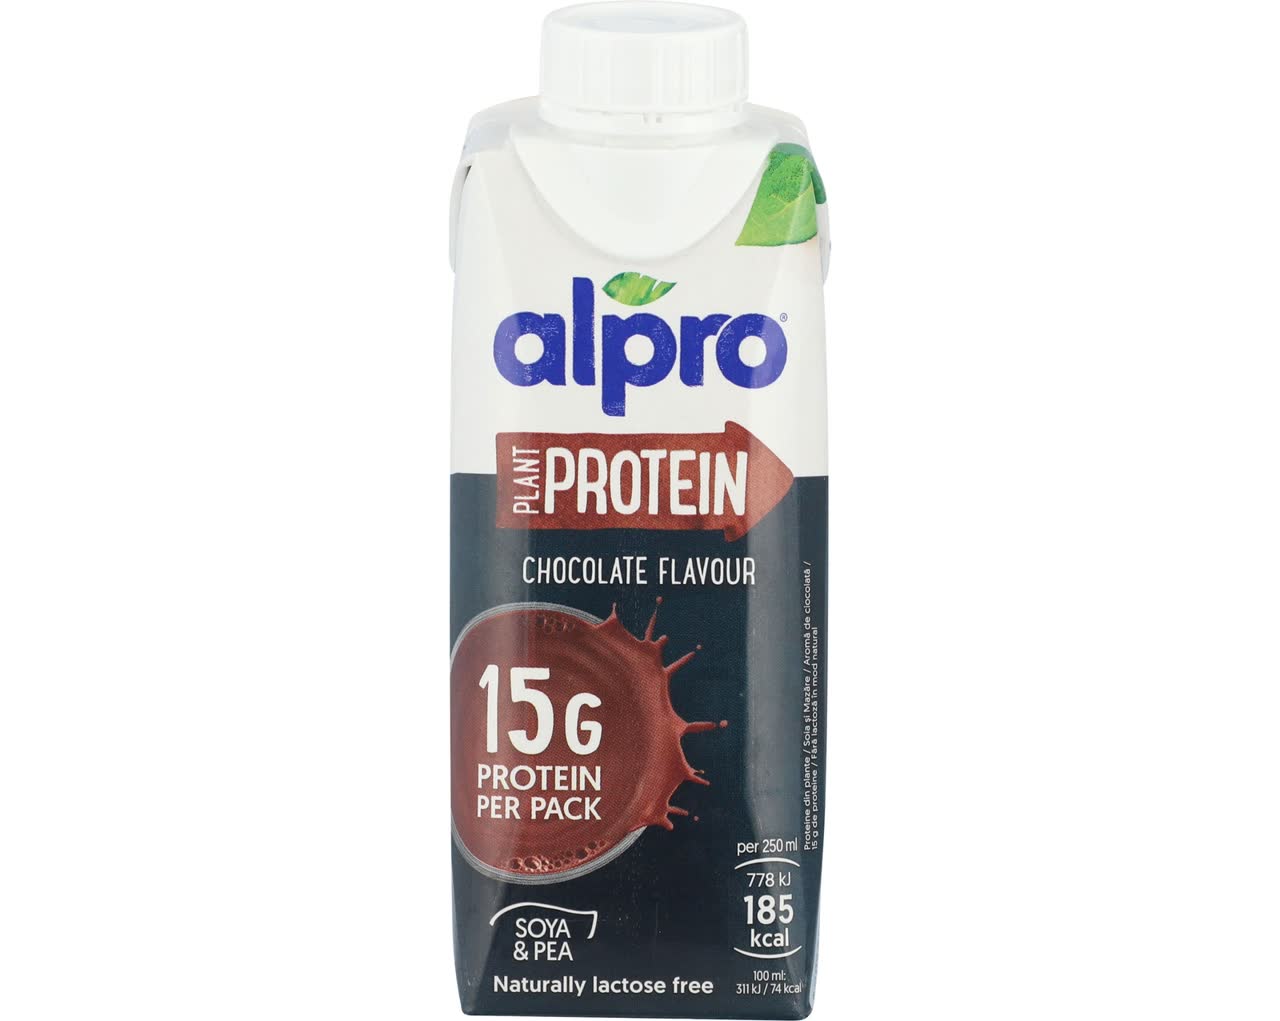 alpro®
PLANT PROTEIN
CHOCOLATE FLAVOUR
15G
PROTEIN
PER PACK
SOYA
& PEA
Naturally lactose free
per 250 ml
778 kJ
185
kcal
100 ml:
311 kJ / 74 kcal
Proteine din plante / Soia și Mazăre / Aromă de ciocolată /
15 g de proteine / Fără lactoză în mod natural